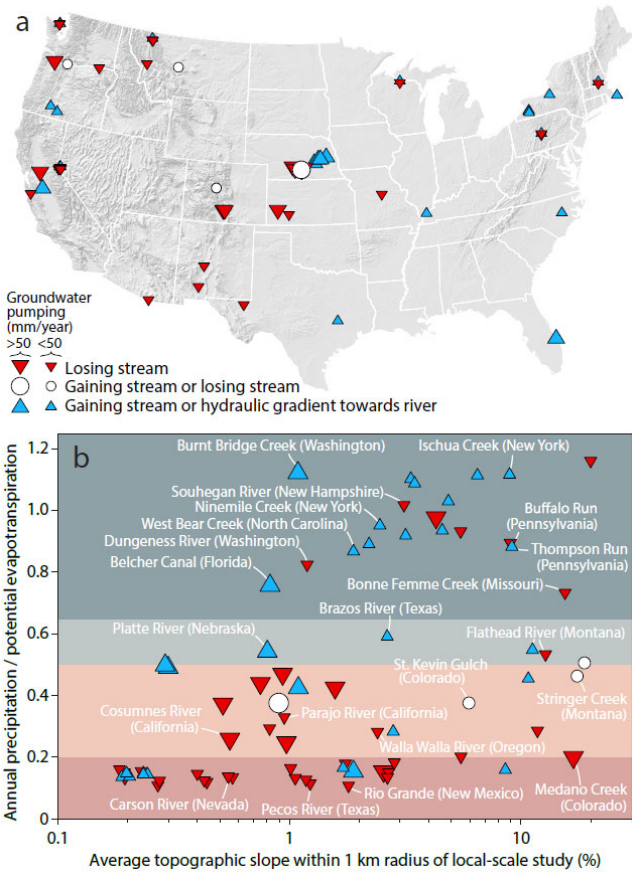 a
Groundwater
pumping
(mm/year)
>50 <50
Losing stream
Gaining stream or losing stream
Gaining stream or hydraulic gradient towards river
b
Annual precipitation / potential evapotranspiration
1.2
1.0
0.8
0.6
0.4
0.2
0
Burnt Bridge Creek (Washington)
Ischua Creek (New York)
Souhegan River (New Hampshire)
Ninemile Creek (New York)
West Bear Creek (North Carolina)
Dungeness River (Washington)
Belcher Canal (Florida)
Buffalo Run
(Pennsylvania)
Thompson Run
(Pennsylvania)
Bonne Femme Creek (Missouri)
Brazos River (Texas)
Platte River (Nebraska)
Flathead River (Montana)
St. Kevin Gulch
(Colorado)
Stringer Creek
(Montana)
Cosumnes River
(California)
Parajo River (California)
Walla Walla River (Oregon)
Carson River (Nevada)
Pecos River (Texas)
Rio Grande (New Mexico)
Medano Creek
(Colorado)
0.1 1 10
Average topographic slope within 1 km radius of local-scale study (%)